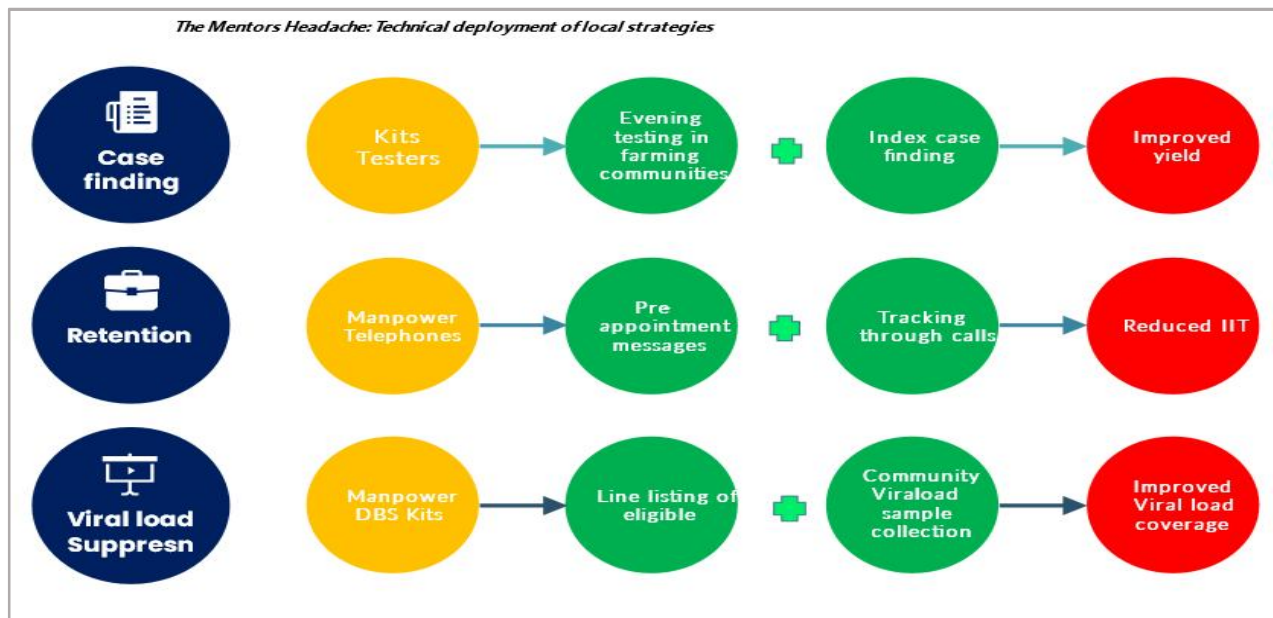 The Mentors Headache: Technical deployment of local strategies
Case
finding
Kits
Testers
Evening
testing in
farming
communities
Index case
finding
Improved
yield
Retention
Manpower
Telephones
Pre
appointment
messages
Tracking
through calls
Reduced IIT
Viral load
Suppresn
Manpower
DBS Kits
Line listing of
eligible
Community
Viraload
sample
collection
Improved
Viral load
coverage